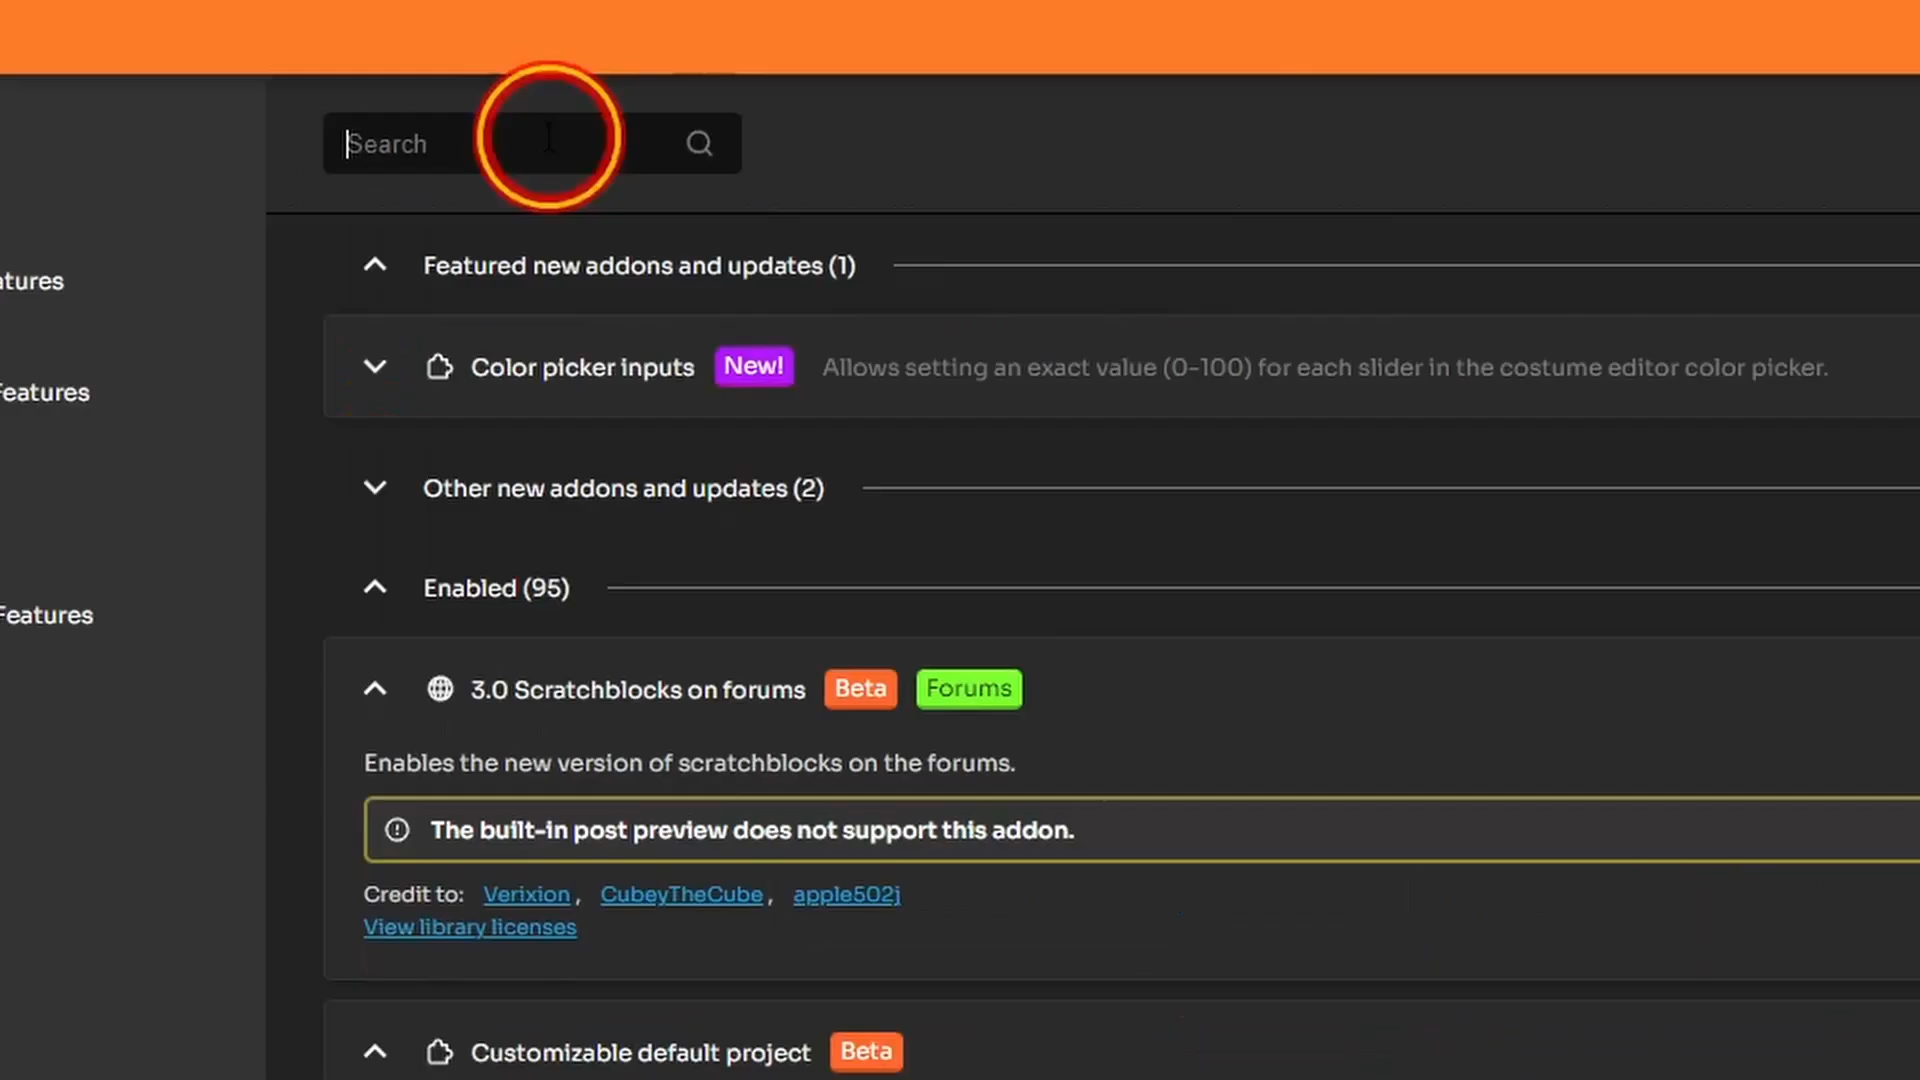 Search
Featured new addons and updates (1)
Color picker inputs New! Allows setting an exact value (0-100) for each slider in the costume editor color picker.
atures
Features
Other new addons and updates (2)
Enabled (95)
Features
3.0 Scratchblocks on forums Beta Forums
Enables the new version of scratchblocks on the forums.
The built-in post preview does not support this addon.
Credit to: Verixion , CubeyTheCube , apple502j
View library licenses
Customizable default project Beta